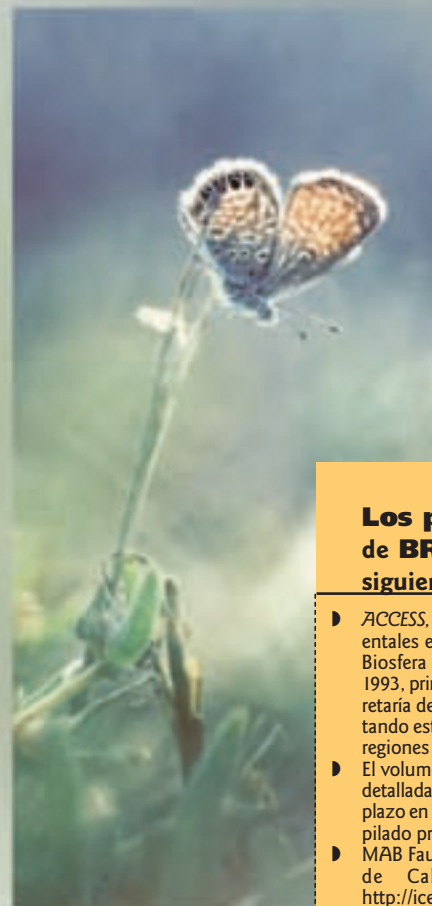 Los p
de BR
siguien
ACCESS,
entales e
Biosfera
1993, prin
retaría de
tando est
regiones
El volum
detallada
plazo en
pilado pr
MAB Fau
de Cal
http://ice